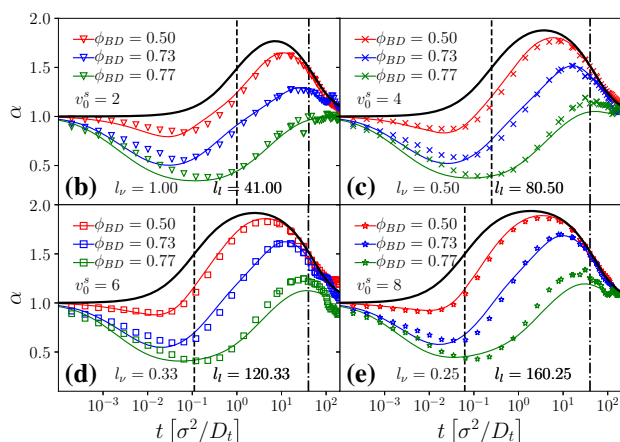 2.0
1.5
1.0
0.5
α
ϕ_BD = 0.50
ϕ_BD = 0.73
ϕ_BD = 0.77
v_0^s = 2
(b)
l_ν = 1.00
l_l = 41.00
ϕ_BD = 0.50
ϕ_BD = 0.73
ϕ_BD = 0.77
v_0^s = 4
(c)
l_ν = 0.50
l_l = 80.50
2.0
1.5
1.0
0.5
α
ϕ_BD = 0.50
ϕ_BD = 0.73
ϕ_BD = 0.77
v_0^s = 6
(d)
l_ν = 0.33
l_l = 120.33
ϕ_BD = 0.50
ϕ_BD = 0.73
ϕ_BD = 0.77
v_0^s = 8
(e)
l_ν = 0.25
l_l = 160.25
10^−3 10^−2 10^−1 10^0 10^1 10^2
10^−3 10^−2 10^−1 10^0 10^1 10^2
t [σ^2/D_t]
t [σ^2/D_t]